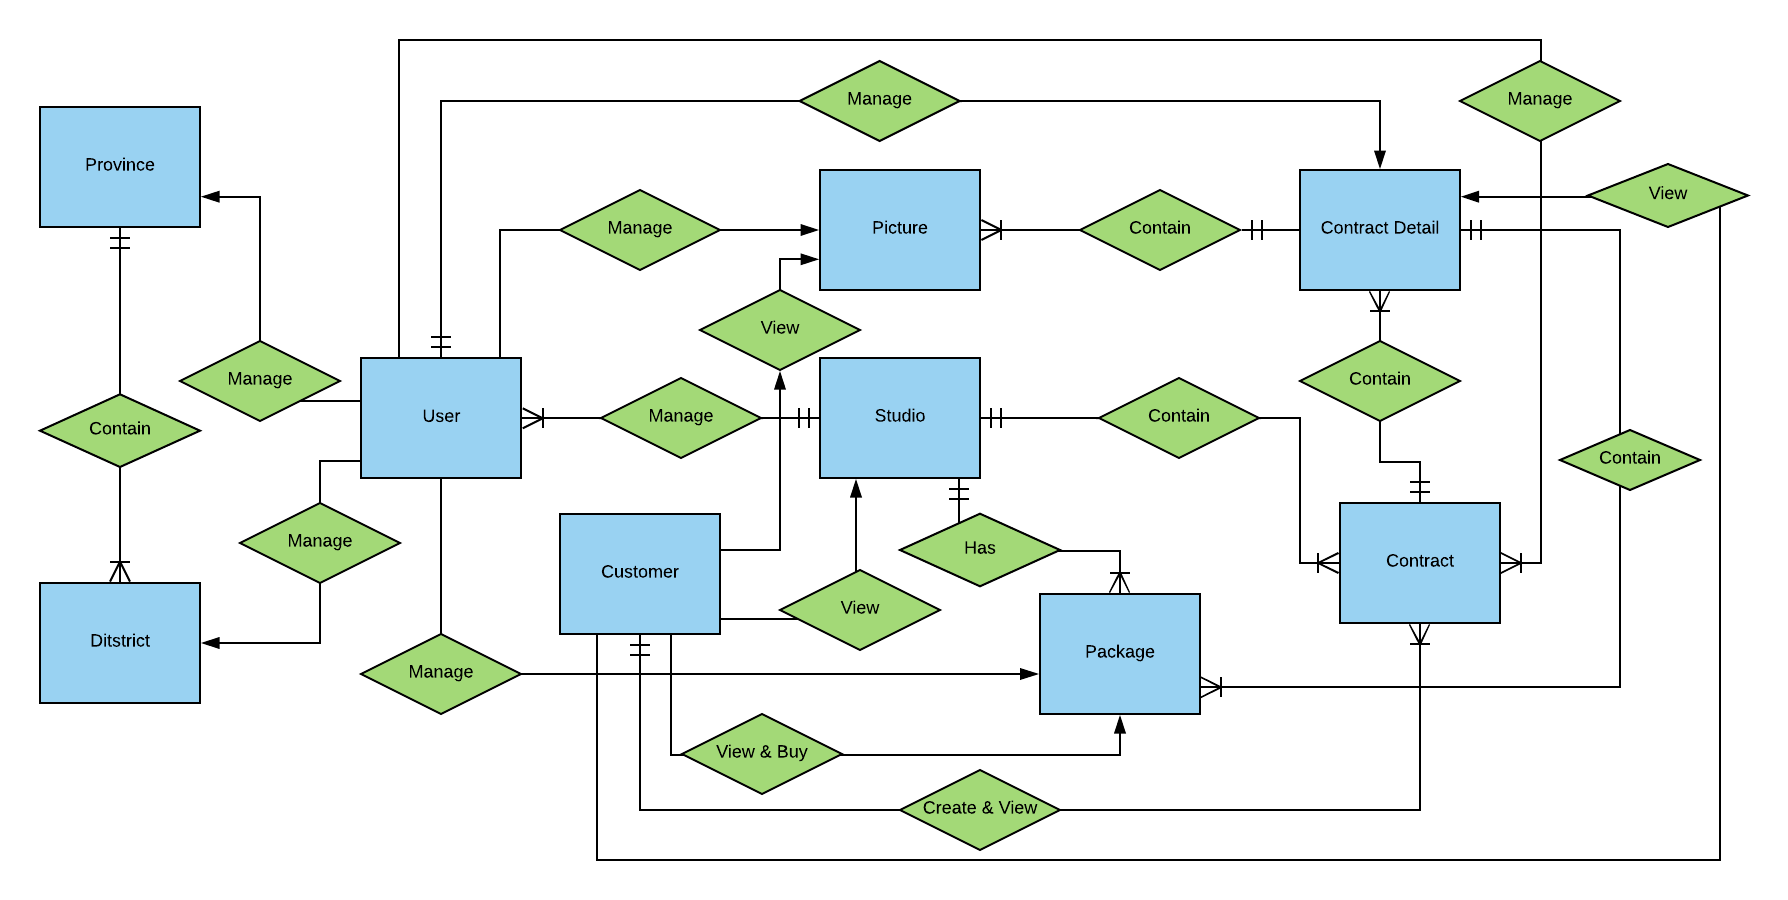 Manage
Manage
Province
View
Manage
Picture
Contain
Contract Detail
View
Manage
Contain
User
Manage
Studio
Contain
Contain
Contain
Manage
Has
Contract
Customer
View
Ditstrict
Package
Manage
View & Buy
Create & View